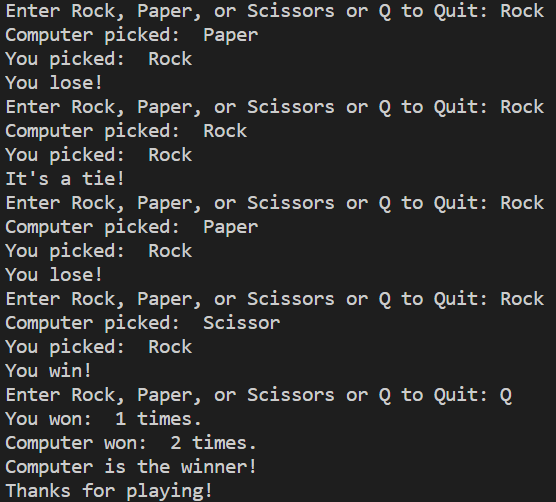 Enter Rock, Paper, or Scissors or Q to Quit: Rock
Computer picked:  Paper
You picked:  Rock
You lose!
Enter Rock, Paper, or Scissors or Q to Quit: Rock
Computer picked:  Rock
You picked:  Rock
It's a tie!
Enter Rock, Paper, or Scissors or Q to Quit: Rock
Computer picked:  Paper
You picked:  Rock
You lose!
Enter Rock, Paper, or Scissors or Q to Quit: Rock
Computer picked:  Scissor
You picked:  Rock
You win!
Enter Rock, Paper, or Scissors or Q to Quit: Q
You won:  1 times.
Computer won:  2 times.
Computer is the winner!
Thanks for playing!